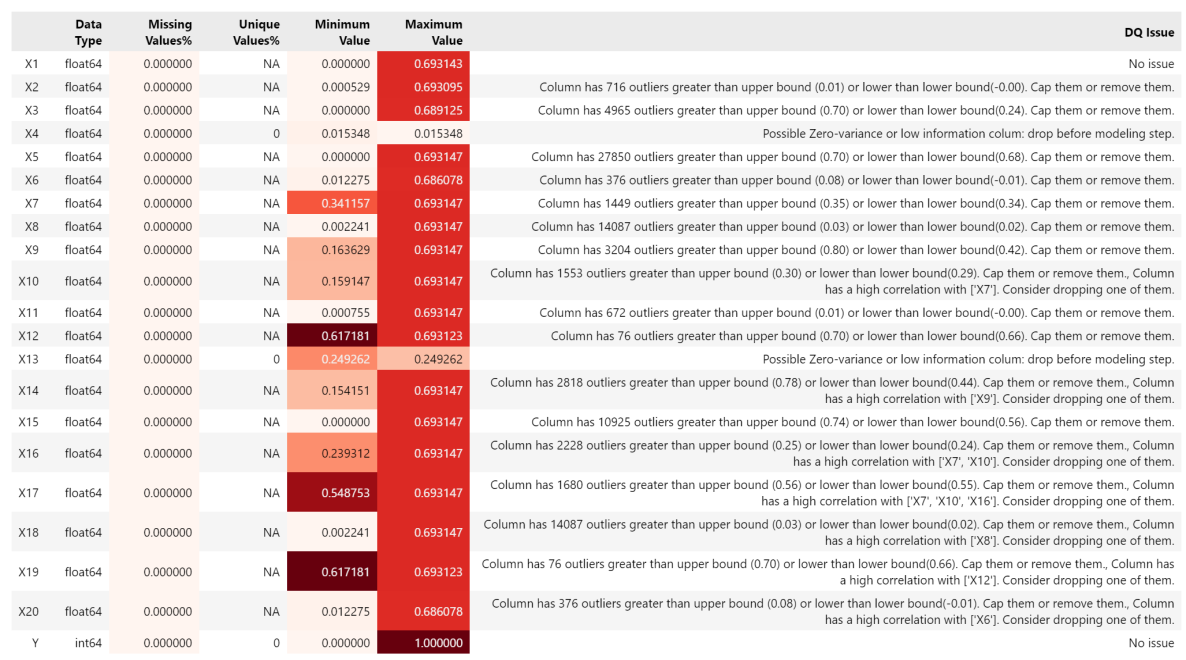 Data Type Missing Values% Unique Values% Minimum Value Maximum Value DQ Issue
X1 float64 0.000000 NA 0.000000 0.693143 No issue
X2 float64 0.000000 NA 0.000529 0.693095 Column has 716 outliers greater than upper bound (0.01) or lower than lower bound(-0.00). Cap them or remove them.
X3 float64 0.000000 NA 0.000000 0.689125 Column has 4965 outliers greater than upper bound (0.70) or lower than lower bound(0.24). Cap them or remove them.
X4 float64 0.000000 0 0.015348 0.015348 Possible Zero-variance or low information colum: drop before modeling step.
X5 float64 0.000000 NA 0.000000 0.693147 Column has 27850 outliers greater than upper bound (0.70) or lower than lower bound(0.68). Cap them or remove them.
X6 float64 0.000000 NA 0.012275 0.686078 Column has 376 outliers greater than upper bound (0.08) or lower than lower bound(-0.01). Cap them or remove them.
X7 float64 0.000000 NA 0.341157 0.693147 Column has 1449 outliers greater than upper bound (0.35) or lower than lower bound(0.34). Cap them or remove them.
X8 float64 0.000000 NA 0.002241 0.693147 Column has 14087 outliers greater than upper bound (0.03) or lower than lower bound(0.02). Cap them or remove them.
X9 float64 0.000000 NA 0.163629 0.693147 Column has 3204 outliers greater than upper bound (0.80) or lower than lower bound(0.42). Cap them or remove them.
X10 float64 0.000000 NA 0.159147 0.693147 Column has 1553 outliers greater than upper bound (0.30) or lower than lower bound(0.29). Cap them or remove them., Column
has a high correlation with ['X7']. Consider dropping one of them.
X11 float64 0.000000 NA 0.000755 0.693147 Column has 672 outliers greater than upper bound (0.01) or lower than lower bound(-0.00). Cap them or remove them.
X12 float64 0.000000 NA 0.617181 0.693123 Column has 76 outliers greater than upper bound (0.70) or lower than lower bound(0.66). Cap them or remove them.
X13 float64 0.000000 0 0.249262 0.249262 Possible Zero-variance or low information colum: drop before modeling step.
X14 float64 0.000000 NA 0.154151 0.693147 Column has 2818 outliers greater than upper bound (0.78) or lower than lower bound(0.44). Cap them or remove them., Column
has a high correlation with ['X9']. Consider dropping one of them.
X15 float64 0.000000 NA 0.000000 0.693147 Column has 10925 outliers greater than upper bound (0.74) or lower than lower bound(0.56). Cap them or remove them.
X16 float64 0.000000 NA 0.239312 0.693147 Column has 2228 outliers greater than upper bound (0.25) or lower than lower bound(0.24). Cap them or remove them., Column
has a high correlation with ['X7', 'X10']. Consider dropping one of them.
X17 float64 0.000000 NA 0.548753 0.693147 Column has 1680 outliers greater than upper bound (0.56) or lower than lower bound(0.55). Cap them or remove them., Column
has a high correlation with ['X7', 'X10', 'X16']. Consider dropping one of them.
X18 float64 0.000000 NA 0.002241 0.693147 Column has 14087 outliers greater than upper bound (0.03) or lower than lower bound(0.02). Cap them or remove them., Column
has a high correlation with ['X8']. Consider dropping one of them.
X19 float64 0.000000 NA 0.617181 0.693123 Column has 76 outliers greater than upper bound (0.70) or lower than lower bound(0.66). Cap them or remove them., Column has
a high correlation with ['X12']. Consider dropping one of them.
X20 float64 0.000000 NA 0.012275 0.686078 Column has 376 outliers greater than upper bound (0.08) or lower than lower bound(-0.01). Cap them or remove them., Column
has a high correlation with ['X6']. Consider dropping one of them.
Y int64 0.000000 0 0.000000 1.000000 No issue